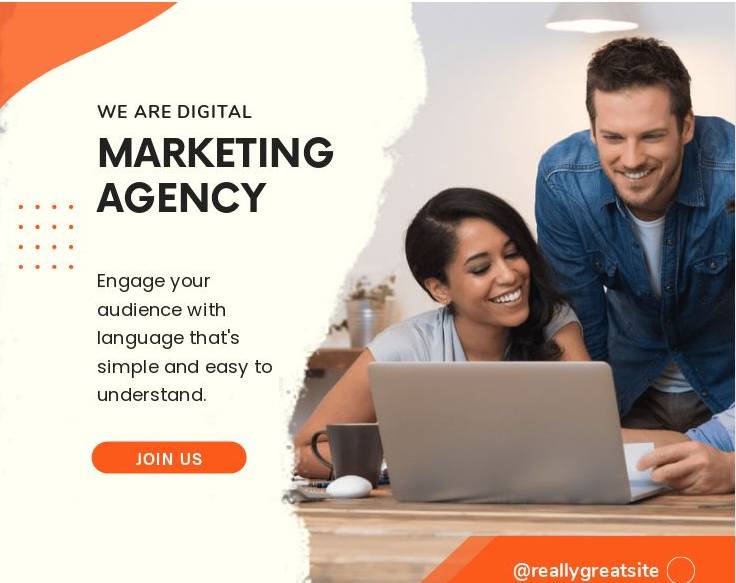 WE ARE DIGITAL
MARKETING
AGENCY
Engage your
audience with
language that's
simple and easy to
understand.
JOIN US
@reallygreatsite